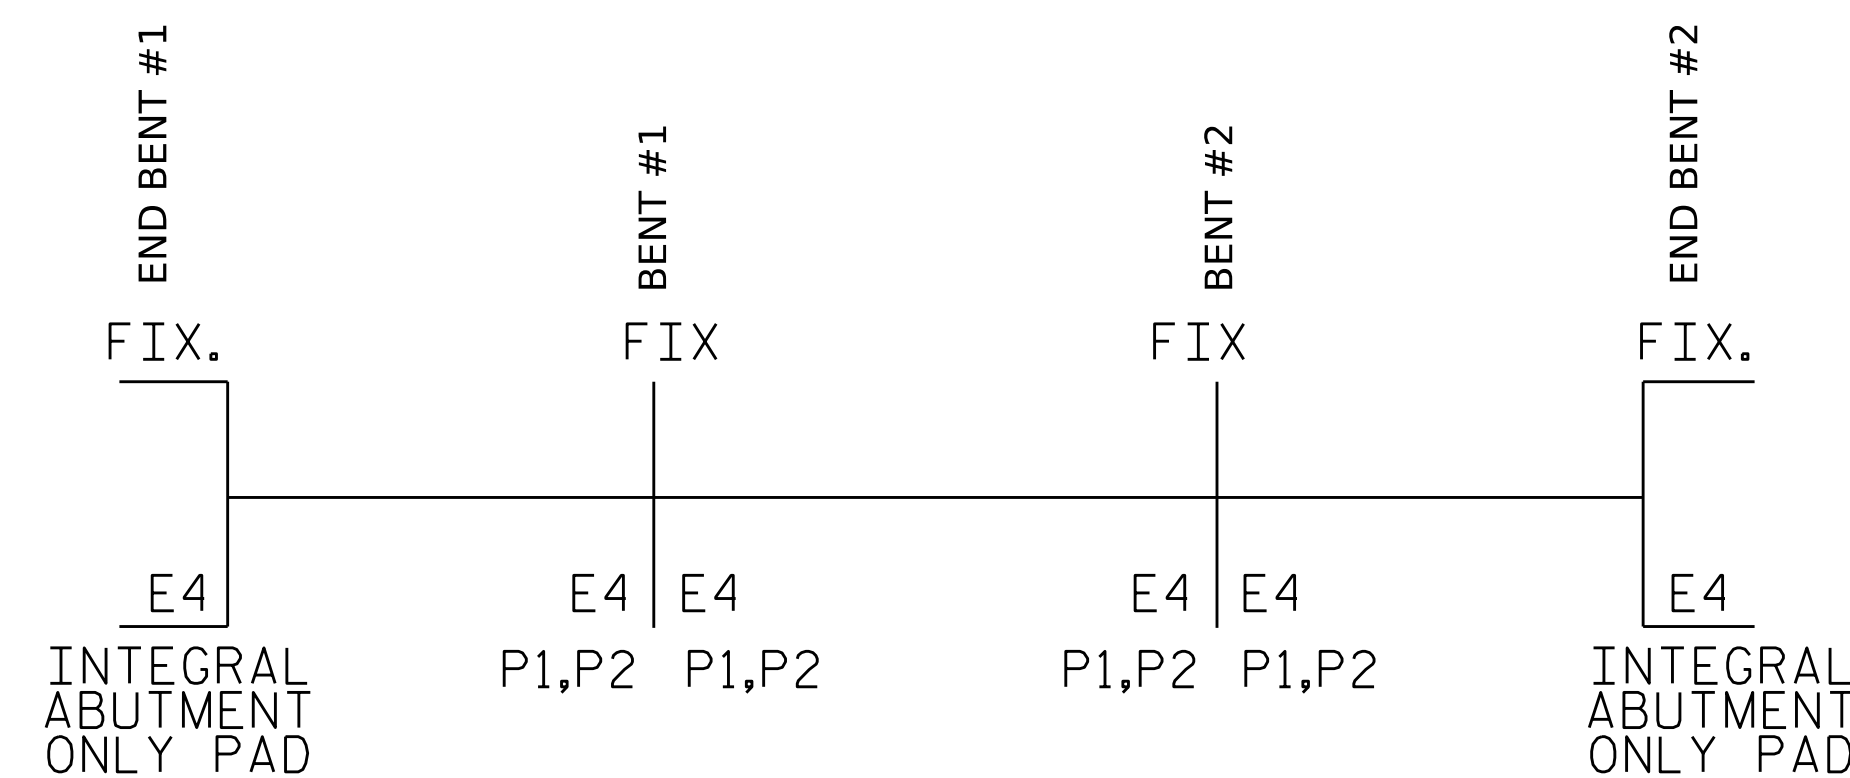 END BENT #1
BENT #1
BENT #2
END BENT #2
FIX.
FIX
FIX
FIX.
E4
E4
E4
E4
E4
E4
P1,P2
P1,P2
P1,P2
P1,P2
INTEGRAL
ABUTMENT
ONLY PAD
INTEGRAL
ABUTMENT
ONLY PAD